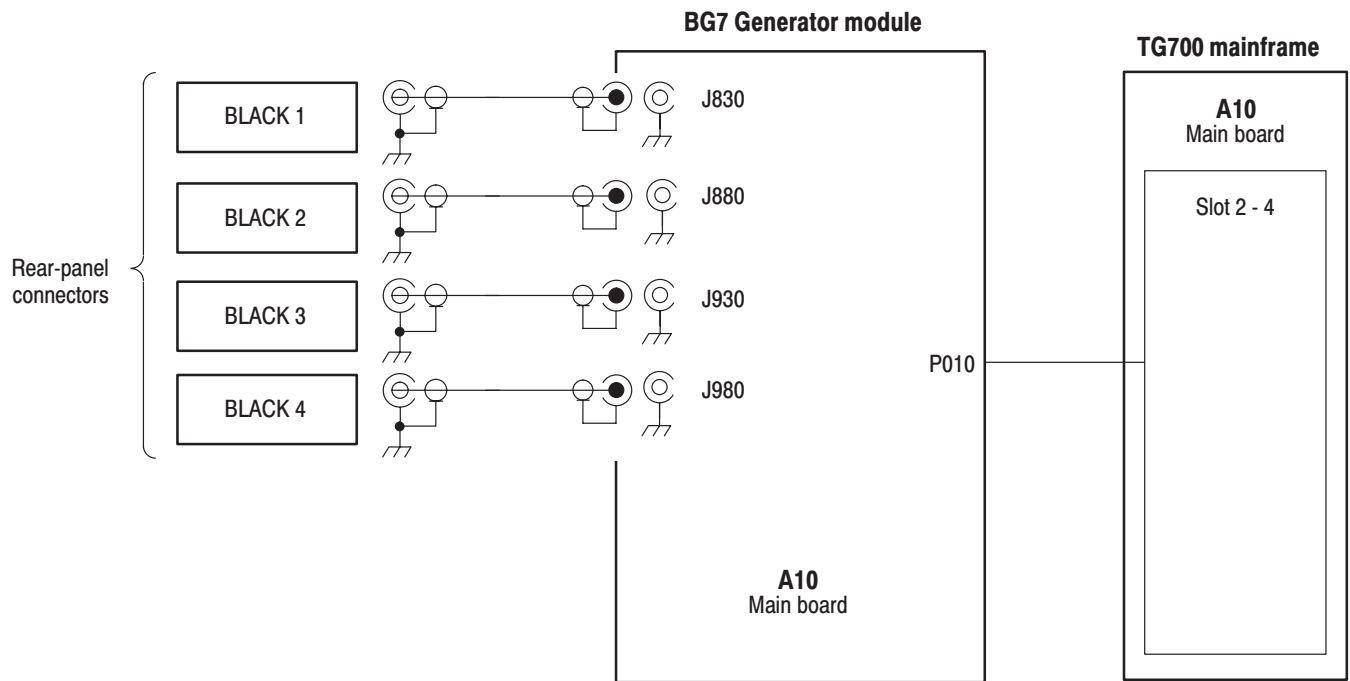 BG7 Generator module
TG700 mainframe
Rear-panel
connectors
BLACK 1
BLACK 2
BLACK 3
BLACK 4
J830
J880
J930
J980
P010
A10
Main board
A10
Main board
Slot 2 - 4